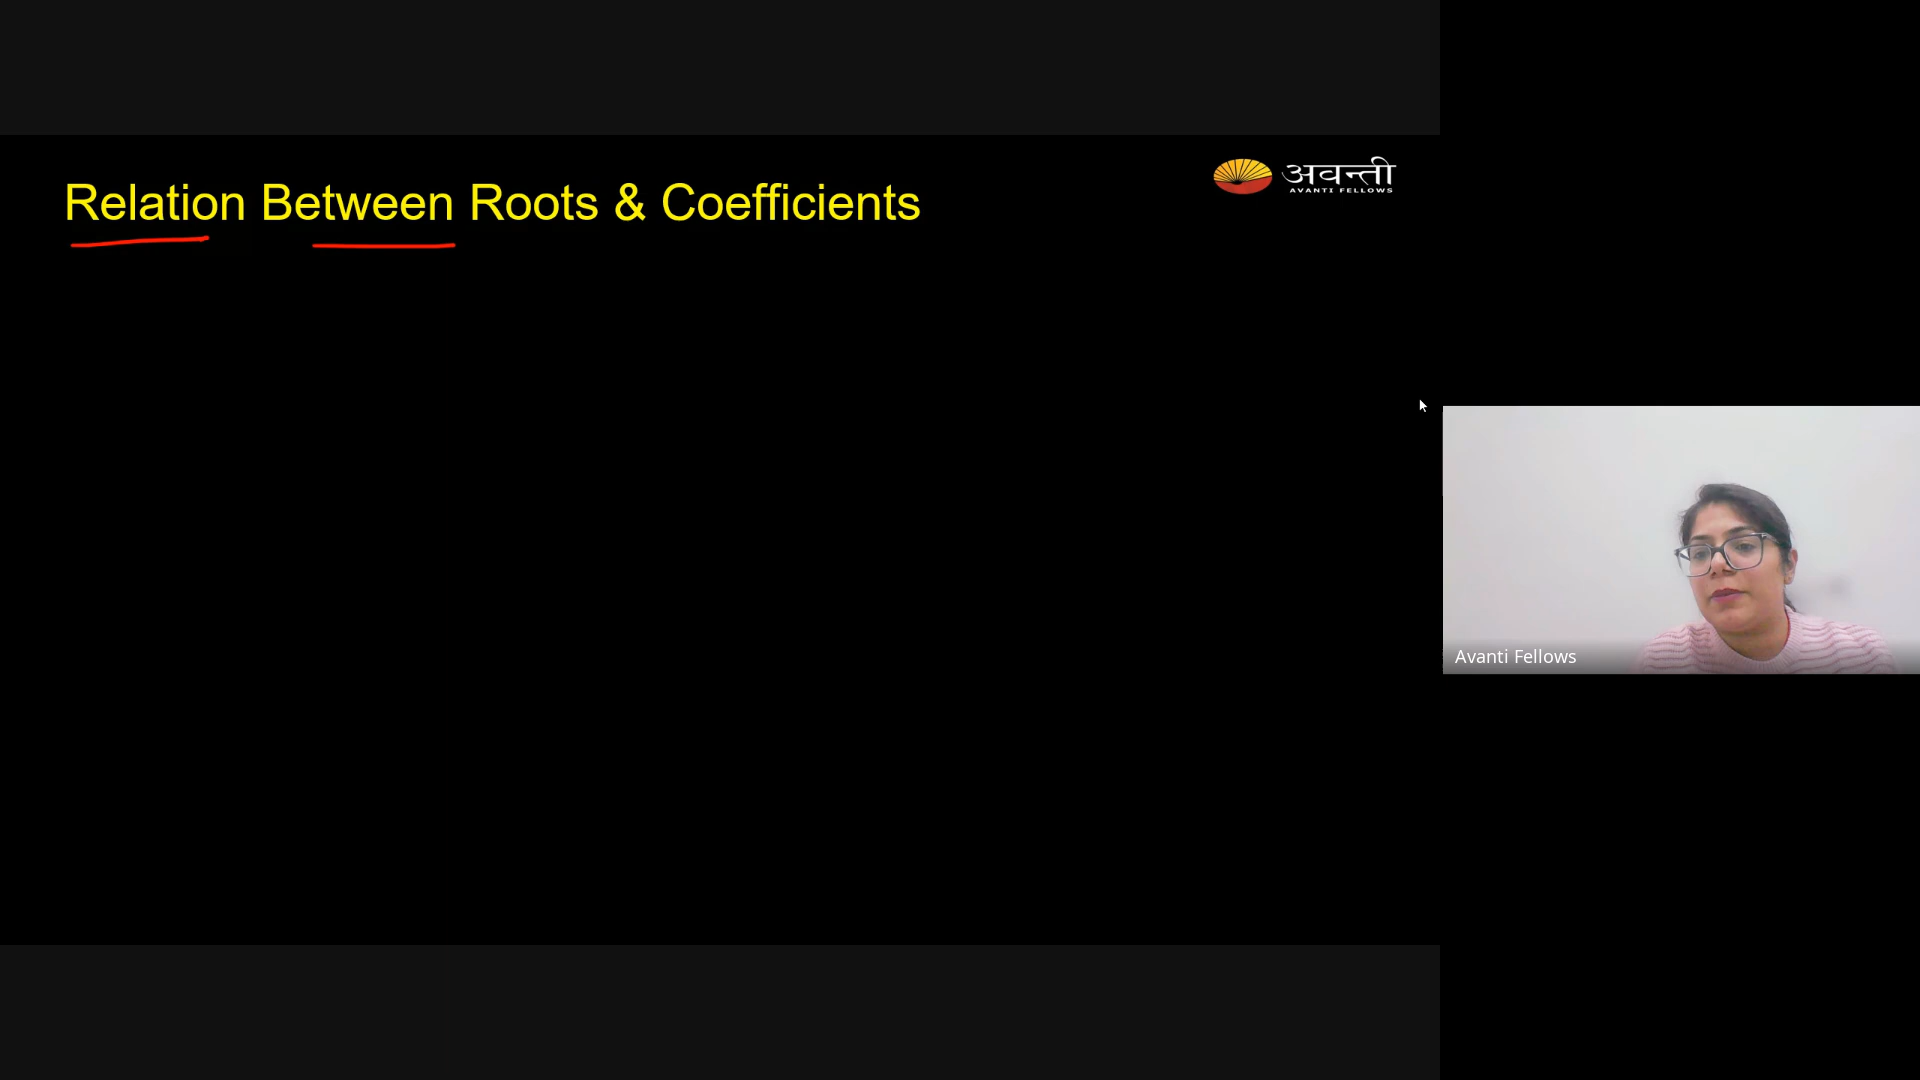 Relation Between Roots & Coefficients
अवन्ती
AVANTI FELLOWS
Avanti Fellows